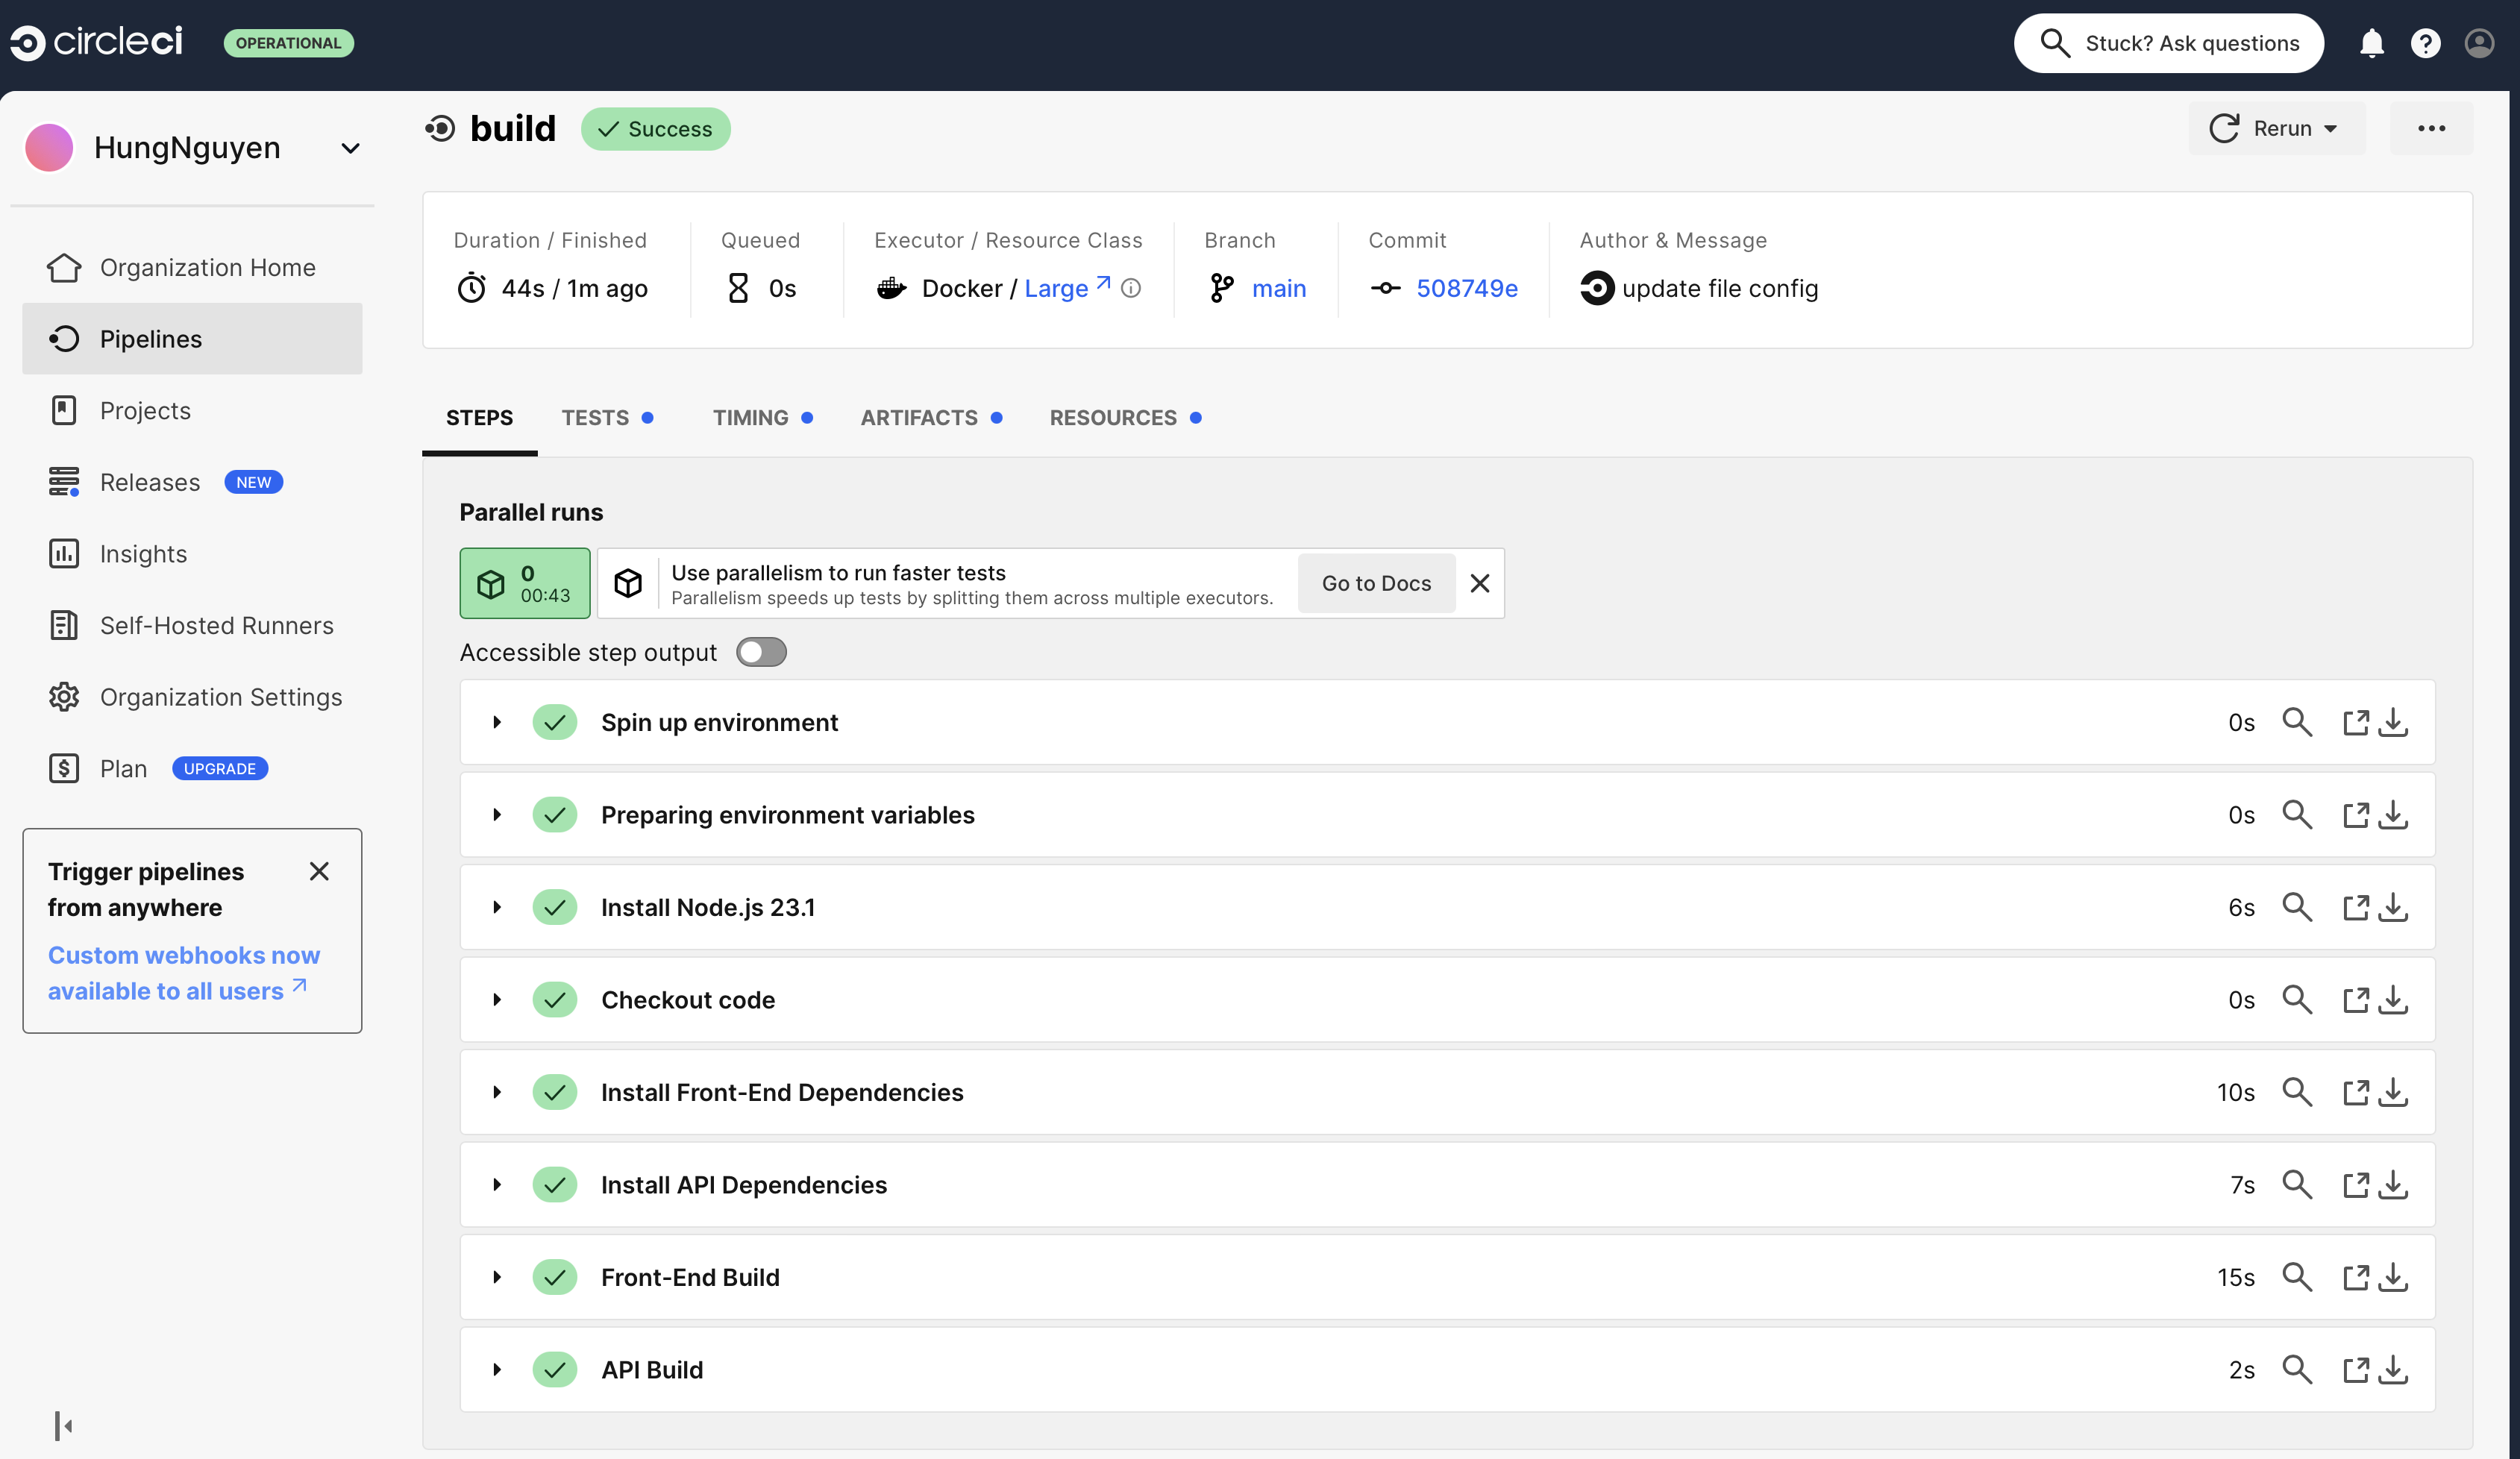 circleci
OPERATIONAL
Stuck? Ask questions
HungNguyen
Organization Home
Pipelines
Projects
Releases NEW
Insights
Self-Hosted Runners
Organization Settings
Plan UPGRADE
Trigger pipelines
from anywhere
Custom webhooks now
available to all users
build
Success
Rerun
Duration / Finished
44s / 1m ago
Queued
0s
Executor / Resource Class
Docker / Large
Branch
main
Commit
508749e
Author & Message
update file config
STEPS
TESTS
TIMING
ARTIFACTS
RESOURCES
Parallel runs
0
00:43
Use parallelism to run faster tests
Parallelism speeds up tests by splitting them across multiple executors.
Go to Docs
Accessible step output
Spin up environment 0s
Preparing environment variables 0s
Install Node.js 23.1 6s
Checkout code 0s
Install Front-End Dependencies 10s
Install API Dependencies 7s
Front-End Build 15s
API Build 2s